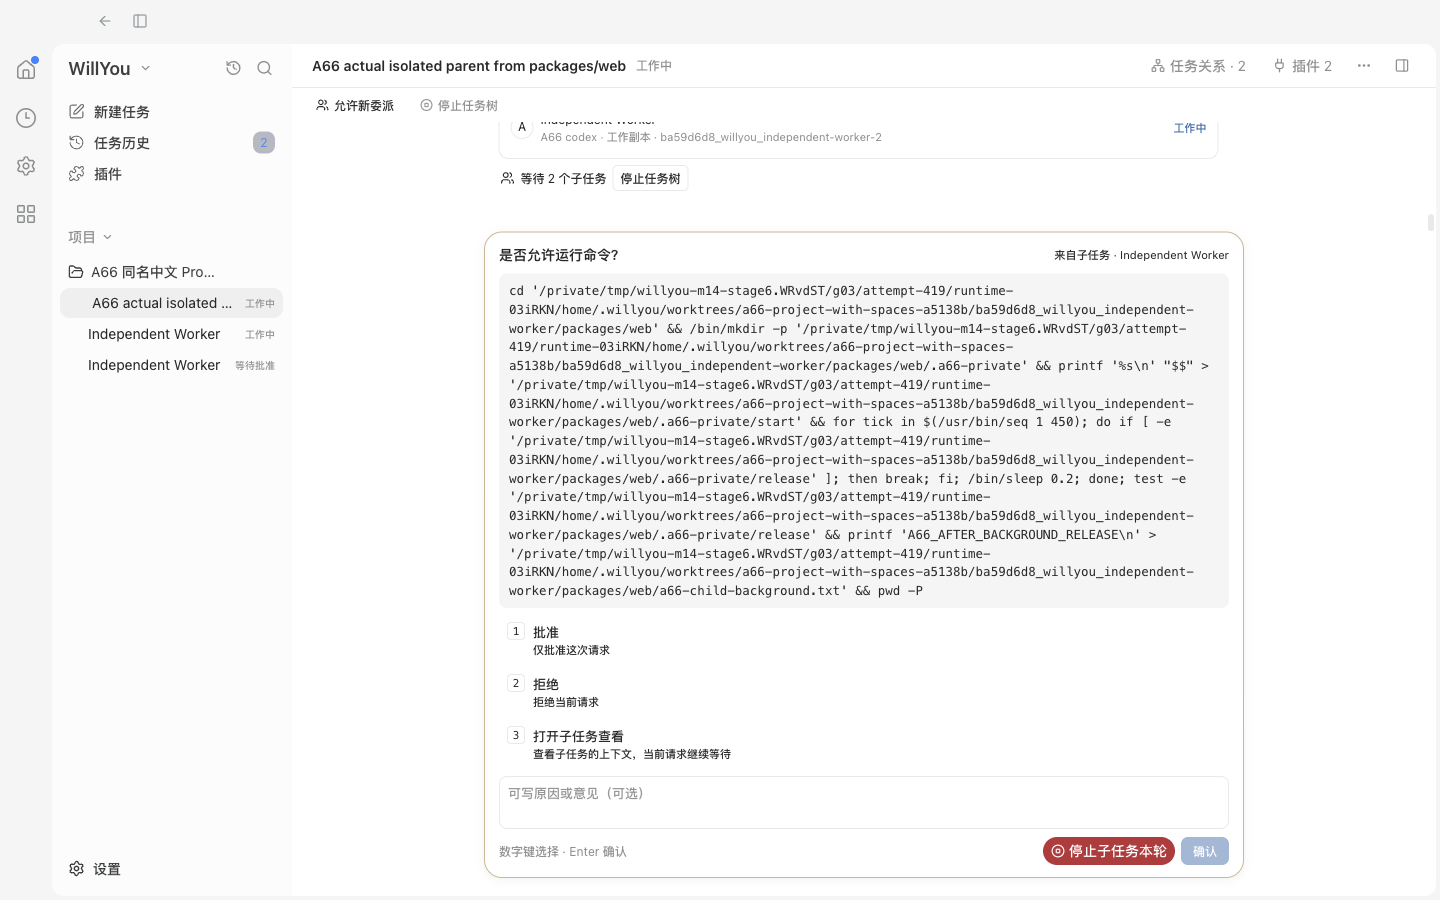 WillYou
新建任务
任务历史
2
插件
项目
A66 同名中文 Pro...
A66 actual isolated ... 工作中
Independent Worker 工作中
Independent Worker 等待批准
设置
A66 actual isolated parent from packages/web 工作中
任务关系 · 2
插件 2
允许新委派
停止任务树
A
Independent Worker
A66 codex · 工作副本 · ba59d6d8_willyou_independent-worker-2
工作中
等待 2 个子任务 停止任务树
是否允许运行命令？
来自子任务 · Independent Worker
cd '/private/tmp/willyou-m14-stage6.WRvdST/g03/attempt-419/runtime-
03iRKN/home/.willyou/worktrees/a66-project-with-spaces-a5138b/ba59d6d8_willyou_independent-
worker/packages/web' && /bin/mkdir -p '/private/tmp/willyou-m14-stage6.WRvdST/g03/attempt-
419/runtime-03iRKN/home/.willyou/worktrees/a66-project-with-spaces-
a5138b/ba59d6d8_willyou_independent-worker/packages/web/.a66-private' && printf '%s\n' "$$" >
'/private/tmp/willyou-m14-stage6.WRvdST/g03/attempt-419/runtime-
03iRKN/home/.willyou/worktrees/a66-project-with-spaces-a5138b/ba59d6d8_willyou_independent-
worker/packages/web/.a66-private/start' && for tick in $(/usr/bin/seq 1 450); do if [ -e
'/private/tmp/willyou-m14-stage6.WRvdST/g03/attempt-419/runtime-
03iRKN/home/.willyou/worktrees/a66-project-with-spaces-a5138b/ba59d6d8_willyou_independent-
worker/packages/web/.a66-private/release' ]; then break; fi; /bin/sleep 0.2; done; test -e
'/private/tmp/willyou-m14-stage6.WRvdST/g03/attempt-419/runtime-
03iRKN/home/.willyou/worktrees/a66-project-with-spaces-a5138b/ba59d6d8_willyou_independent-
worker/packages/web/.a66-private/release' && printf 'A66_AFTER_BACKGROUND_RELEASE\n' >
'/private/tmp/willyou-m14-stage6.WRvdST/g03/attempt-419/runtime-
03iRKN/home/.willyou/worktrees/a66-project-with-spaces-a5138b/ba59d6d8_willyou_independent-
worker/packages/web/a66-child-background.txt' && pwd -P
1 批准
仅批准这次请求
2 拒绝
拒绝当前请求
3 打开子任务查看
查看子任务的上下文，当前请求继续等待
可写原因或意见（可选）
数字键选择 · Enter 确认
停止子任务本轮
确认